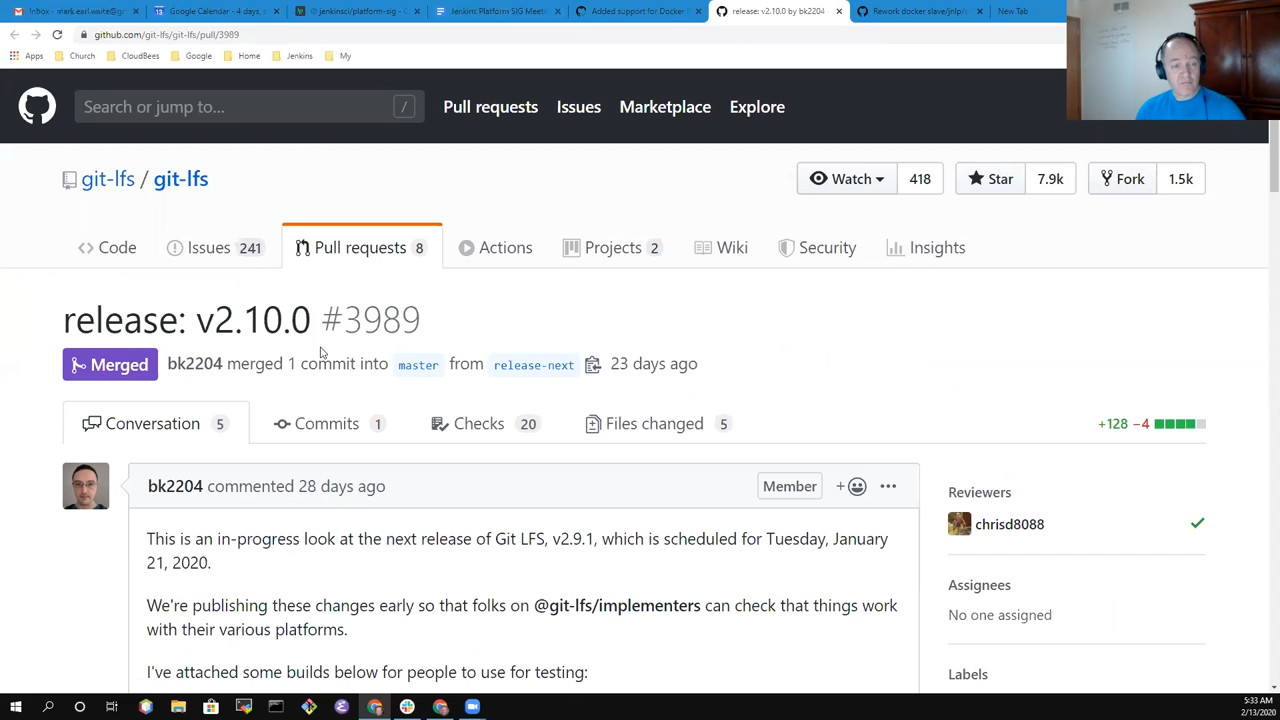 Inbox - mark.earl.waite@gmail.c
Google Calendar - 4 days, s
@ jenkinsci/platform-sig - C
Jenkins Platform SIG Meeti
Added support for Docker
release: v2.10.0 by bk2204
Rework docker slave/jnlp/c
New Tab
github.com/git-lfs/git-lfs/pull/3989
Apps Church CloudBees Google Home Jenkins My
Search or jump to... / Pull requests Issues Marketplace Explore
git-lfs / git-lfs
Watch 418 Star 7.9k Fork 1.5k
Code Issues 241 Pull requests 8 Actions Projects 2 Wiki Security Insights
release: v2.10.0 #3989
Merged bk2204 merged 1 commit into master from release-next 23 days ago
Conversation 5 Commits 1 Checks 20 Files changed 5 +128 −4
bk2204 commented 28 days ago Member
This is an in-progress look at the next release of Git LFS, v2.9.1, which is scheduled for Tuesday, January
21, 2020.
We're publishing these changes early so that folks on @git-lfs/implementers can check that things work
with their various platforms.
I've attached some builds below for people to use for testing:
Reviewers
chrisd8088
Assignees
No one assigned
Labels
5:33 AM
2/13/2020